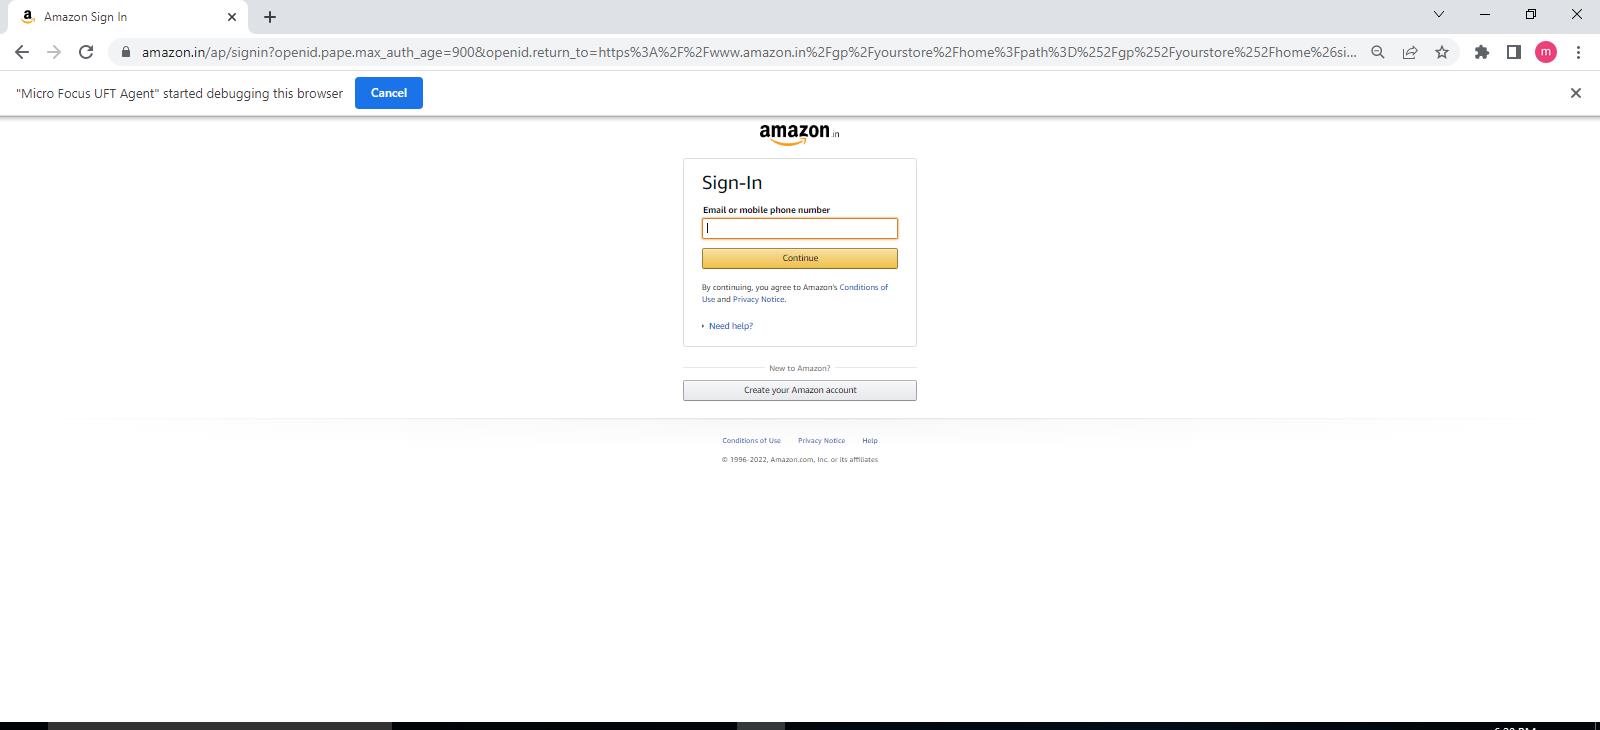 Amazon Sign In
amazon.in/ap/signin?openid.pape.max_auth_age=900&openid.return_to=https%3A%2F%2Fwww.amazon.in%2Fgp%2Fyourstore%2Fhome%3Fpath%3D%252Fgp%252Fyourstore%252Fhome%26si...
m
"Micro Focus UFT Agent" started debugging this browser
Cancel
amazon.in
Sign-In
Email or mobile phone number
Continue
By continuing, you agree to Amazon's Conditions of
Use and Privacy Notice.
Need help?
New to Amazon?
Create your Amazon account
Conditions of Use Privacy Notice Help
© 1996-2022, Amazon.com, Inc. or its affiliates